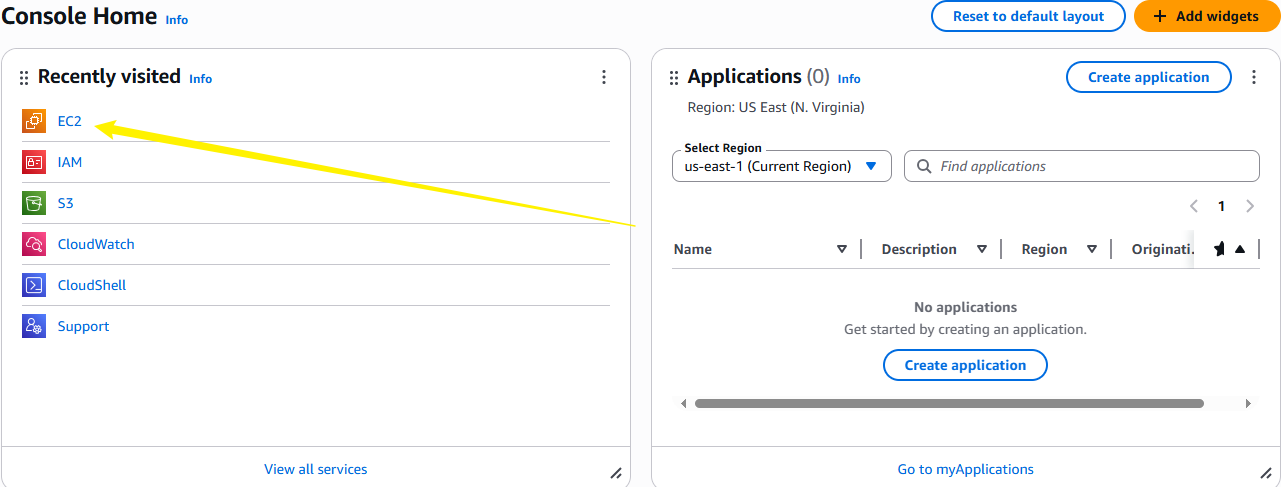 Console Home Info
Reset to default layout
Add widgets
Recently visited Info
EC2
IAM
S3
CloudWatch
CloudShell
Support
View all services
Applications (0) Info
Create application
Region: US East (N. Virginia)
Select Region
us-east-1 (Current Region)
Find applications
1
Name Description Region Originati.
No applications
Get started by creating an application.
Create application
Go to myApplications